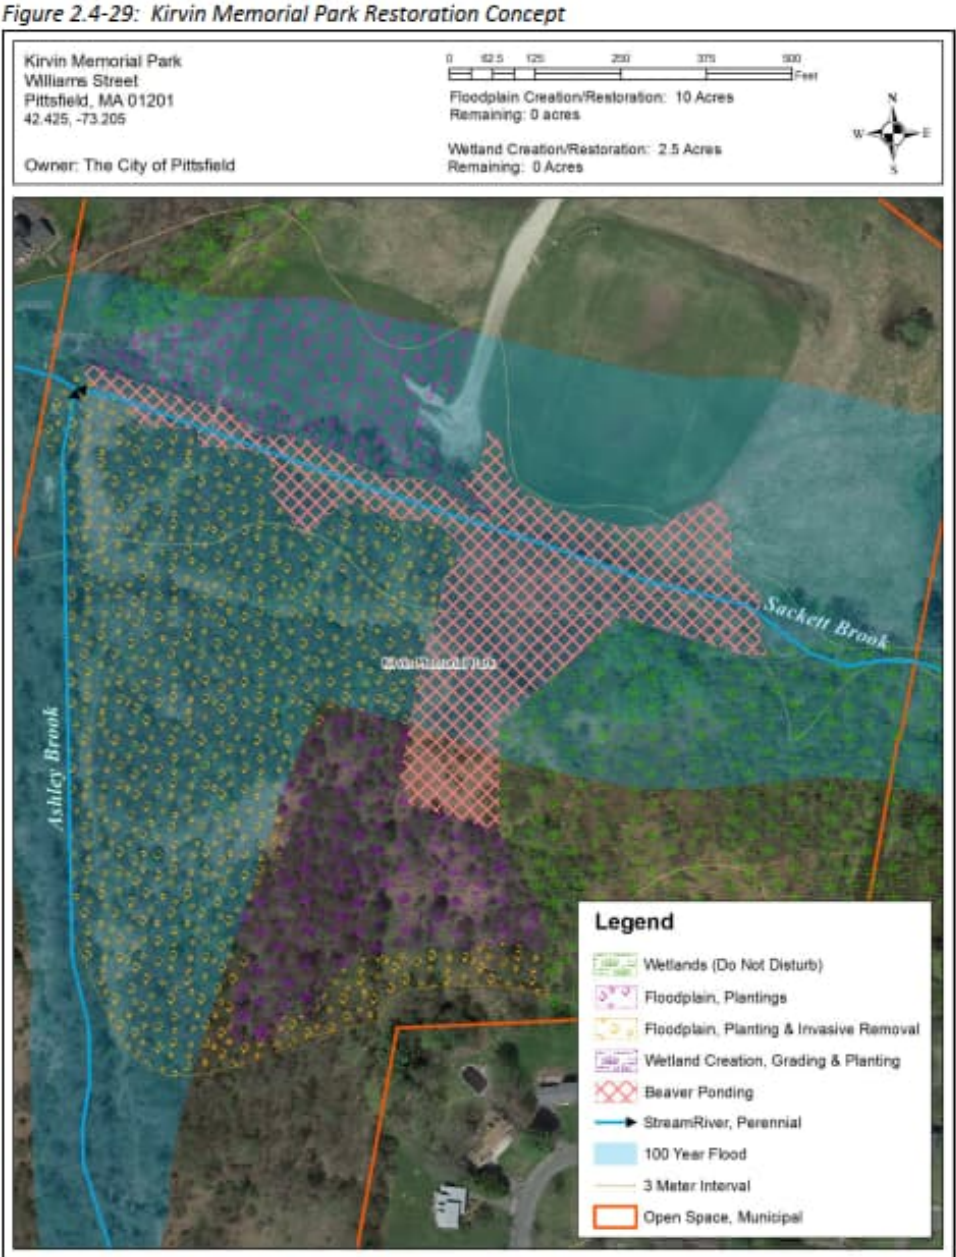 Figure 2.4-29: Kirvin Memorial Park Restoration Concept
Kirvin Memorial Park
Williams Street
Pittsfield, MA 01201
42.425, -73.205
Owner: The City of Pittsfield
0 62.5 125 250 375 500
Feet
Floodplain Creation/Restoration: 10 Acres
Remaining: 0 acres
Wetland Creation/Restoration: 2.5 Acres
Remaining: 0 Acres
N
W E
S
Sackett Brook
Kirvin Memorial Park
Ashley Brook
Legend
Wetlands (Do Not Disturb)
Floodplain, Plantings
Floodplain, Planting & Invasive Removal
Wetland Creation, Grading & Planting
Beaver Ponding
StreamRiver, Perennial
100 Year Flood
3 Meter Interval
Open Space, Municipal